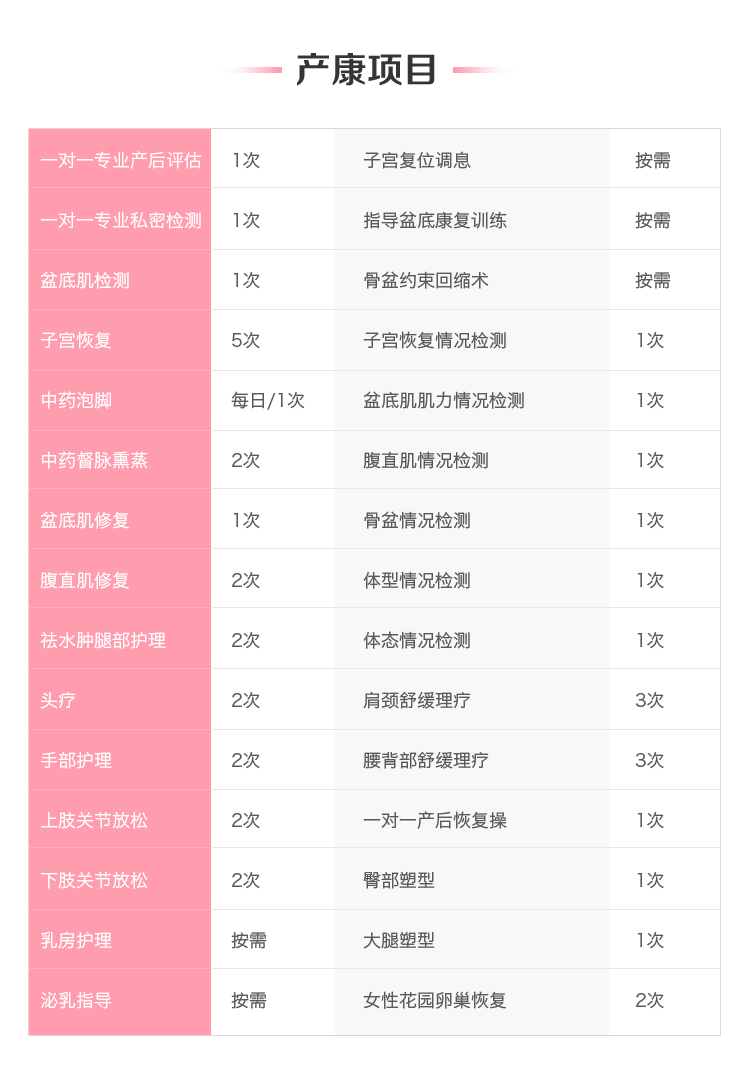 产康项目
一对一专业产后评估 1次 子宫复位调息 按需
一对一专业私密检测 1次 指导盆底康复训练 按需
盆底肌检测 1次 骨盆约束回缩术 按需
子宫恢复 5次 子宫恢复情况检测 1次
中药泡脚 每日/1次 盆底肌肌力情况检测 1次
中药督脉熏蒸 2次 腹直肌情况检测 1次
盆底肌修复 1次 骨盆情况检测 1次
腹直肌修复 2次 体型情况检测 1次
祛水肿腿部护理 2次 体态情况检测 1次
头疗 2次 肩颈舒缓理疗 3次
手部护理 2次 腰背部舒缓理疗 3次
上肢关节放松 2次 一对一产后恢复操 1次
下肢关节放松 2次 臀部塑型 1次
乳房护理 按需 大腿塑型 1次
泌乳指导 按需 女性花园卵巢恢复 2次